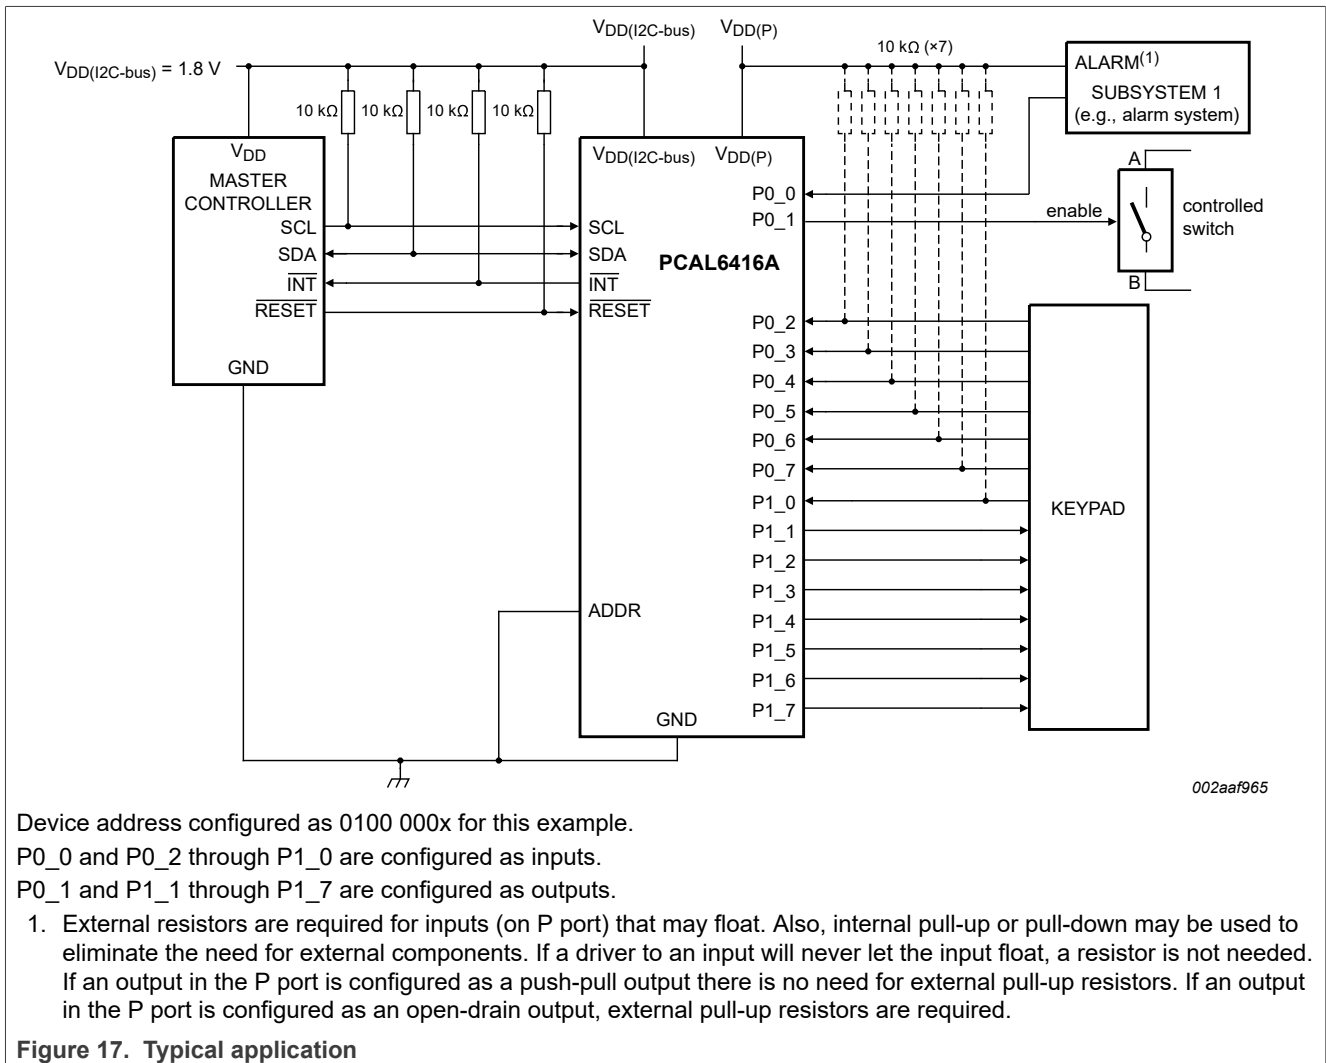 VDD(I2C-bus) VDD(P)
VDD(I2C-bus) = 1.8 V
10 kΩ 10 kΩ 10 kΩ 10 kΩ
10 kΩ (×7)
ALARM(1)
SUBSYSTEM 1
(e.g., alarm system)
VDD
MASTER
CONTROLLER
SCL
SDA
INT
RESET
GND
VDD(I2C-bus) VDD(P)
SCL
SDA
INT
RESET
ADDR
GND
PCAL6416A
P0_0
P0_1
P0_2
P0_3
P0_4
P0_5
P0_6
P0_7
P1_0
P1_1
P1_2
P1_3
P1_4
P1_5
P1_6
P1_7
enable
A
B
controlled
switch
KEYPAD
002aaf965
Device address configured as 0100 000x for this example.
P0_0 and P0_2 through P1_0 are configured as inputs.
P0_1 and P1_1 through P1_7 are configured as outputs.
1. External resistors are required for inputs (on P port) that may float. Also, internal pull-up or pull-down may be used to
eliminate the need for external components. If a driver to an input will never let the input float, a resistor is not needed.
If an output in the P port is configured as a push-pull output there is no need for external pull-up resistors. If an output
in the P port is configured as an open-drain output, external pull-up resistors are required.
Figure 17. Typical application